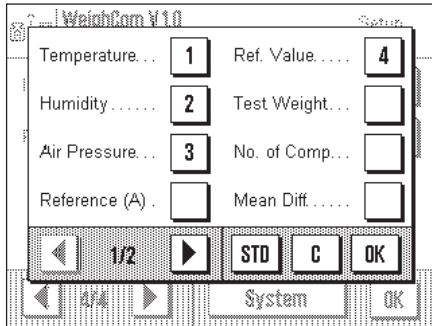 WeighCom V1.0
Setup
Temperature... 1 Ref. Value..... 4
Humidity...... 2 Test Weight...
Air Pressure... 3 No. of Comp...
Reference (A) . Mean Diff.....
1/2 STD C OK
4/4 System OK